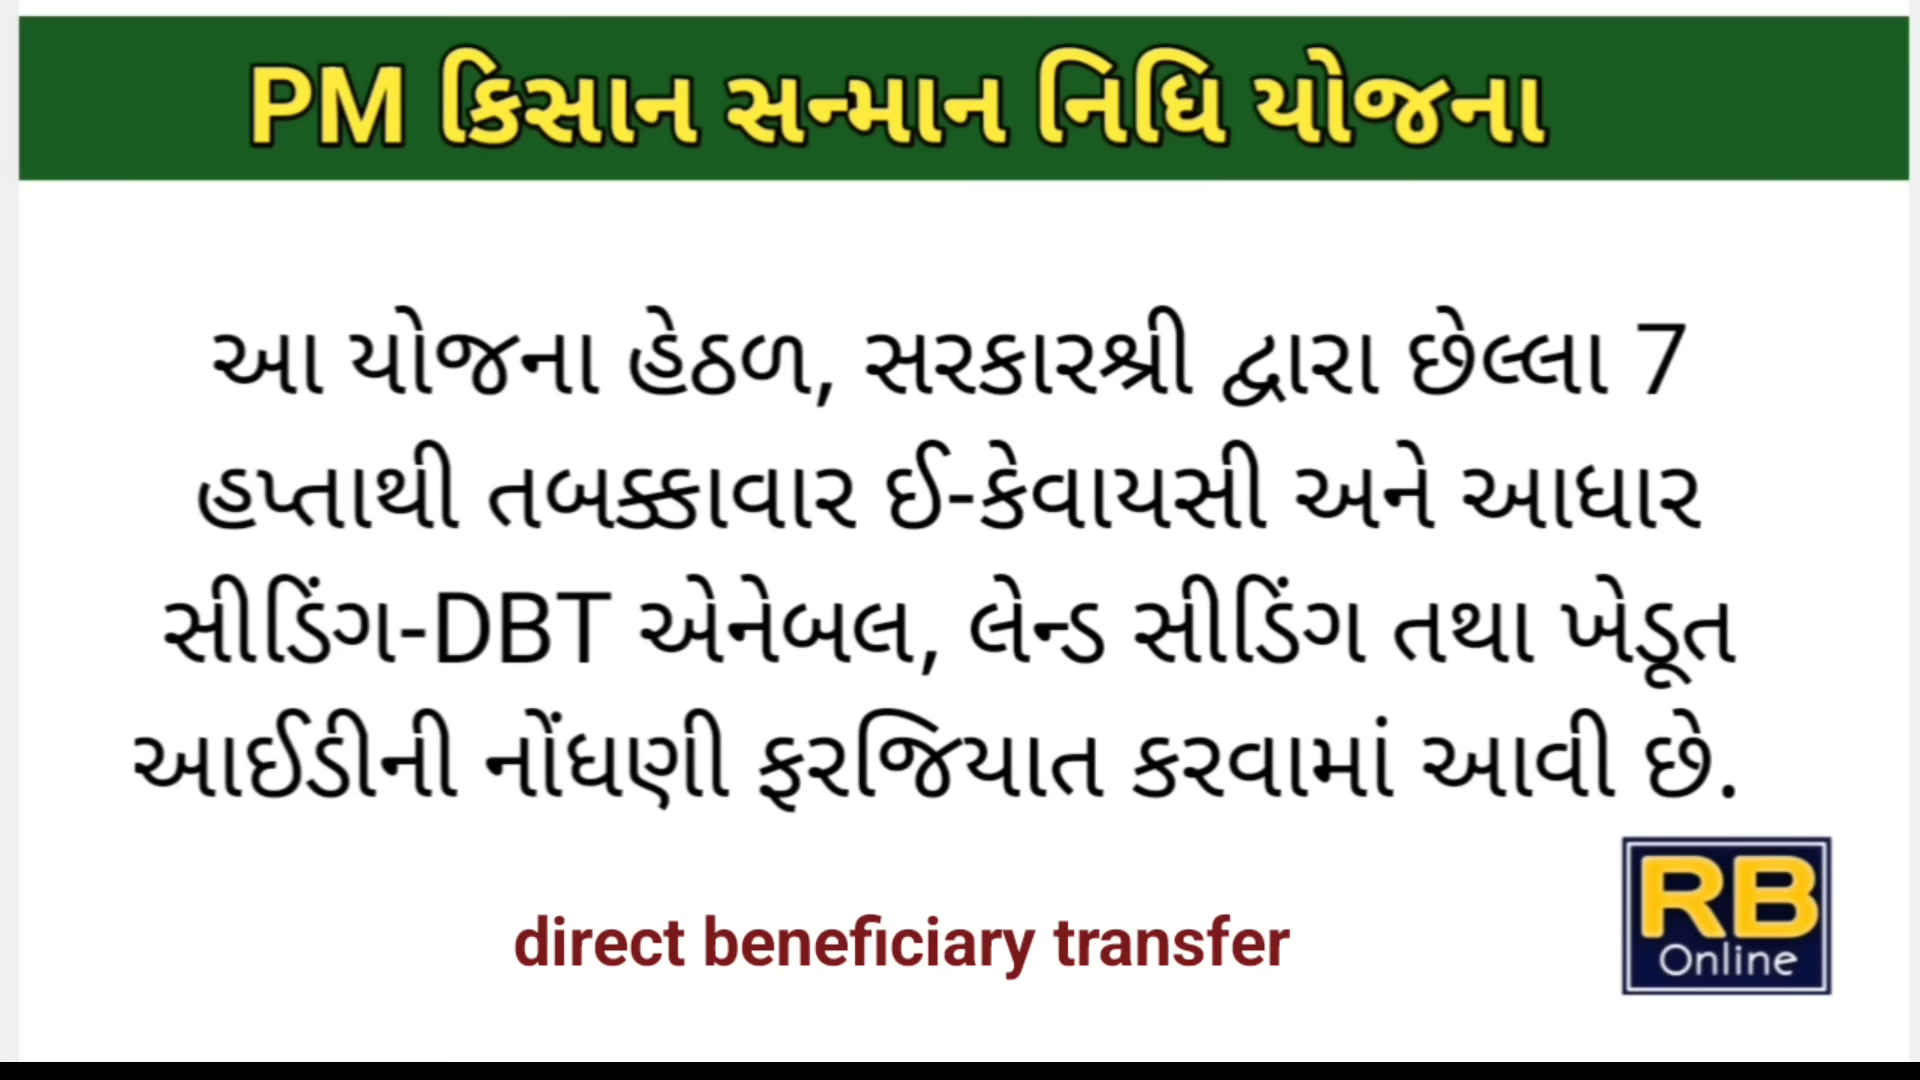 PM કિસાન સન્માન નિધિ યોજના
આ યોજના હેઠળ, સરકારશ્રી દ્વારા છેલ્લા 7
હપ્તાથી તબક્કાવાર ઈ-કેવાયસી અને આધાર
સીડિંગ-DBT એનેબલ, લેન્ડ સીડિંગ તથા ખેડૂત
આઈડીની નોંધણી ફરજિયાત કરવામાં આવી છે.
direct beneficiary transfer
RB
Online